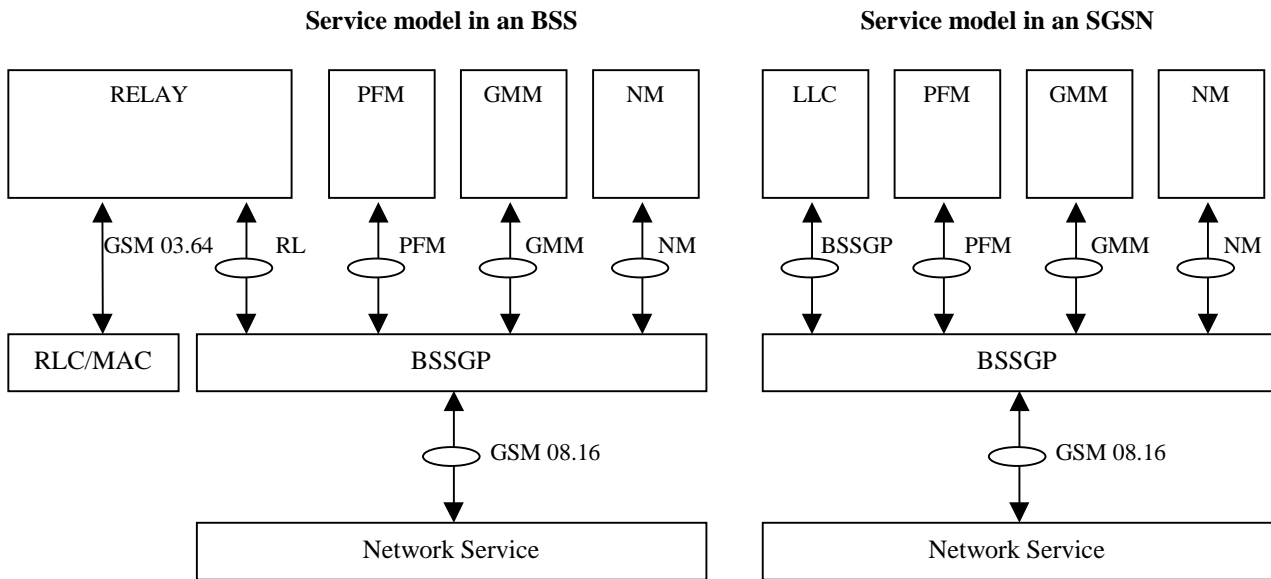 Service model in an BSS
Service model in an SGSN
RELAY
PFM
GMM
NM
LLC
PFM
GMM
NM
GSM 03.64
RL
PFM
GMM
NM
BSSGP
PFM
GMM
NM
RLC/MAC
BSSGP
BSSGP
GSM 08.16
GSM 08.16
Network Service
Network Service